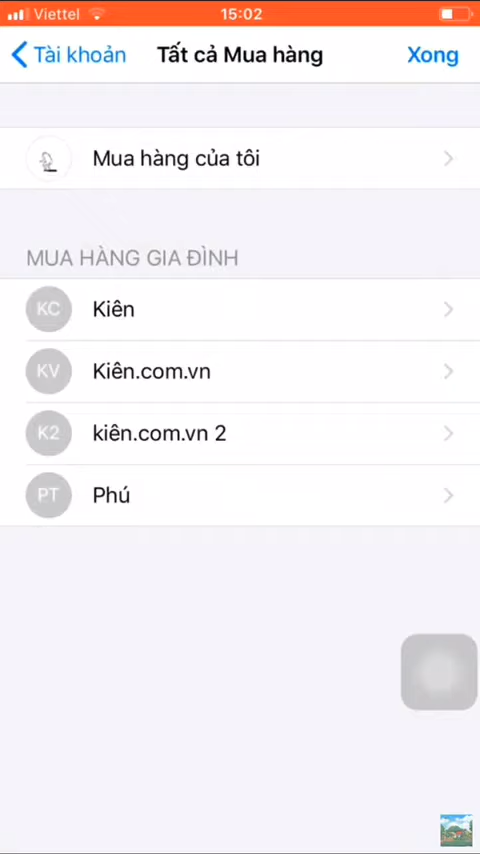 Viettel 15:02
Tài khoản Tất cả Mua hàng Xong
Mua hàng của tôi
MUA HÀNG GIA ĐÌNH
KC Kiên
KV Kiên.com.vn
K2 kiên.com.vn 2
PT Phú